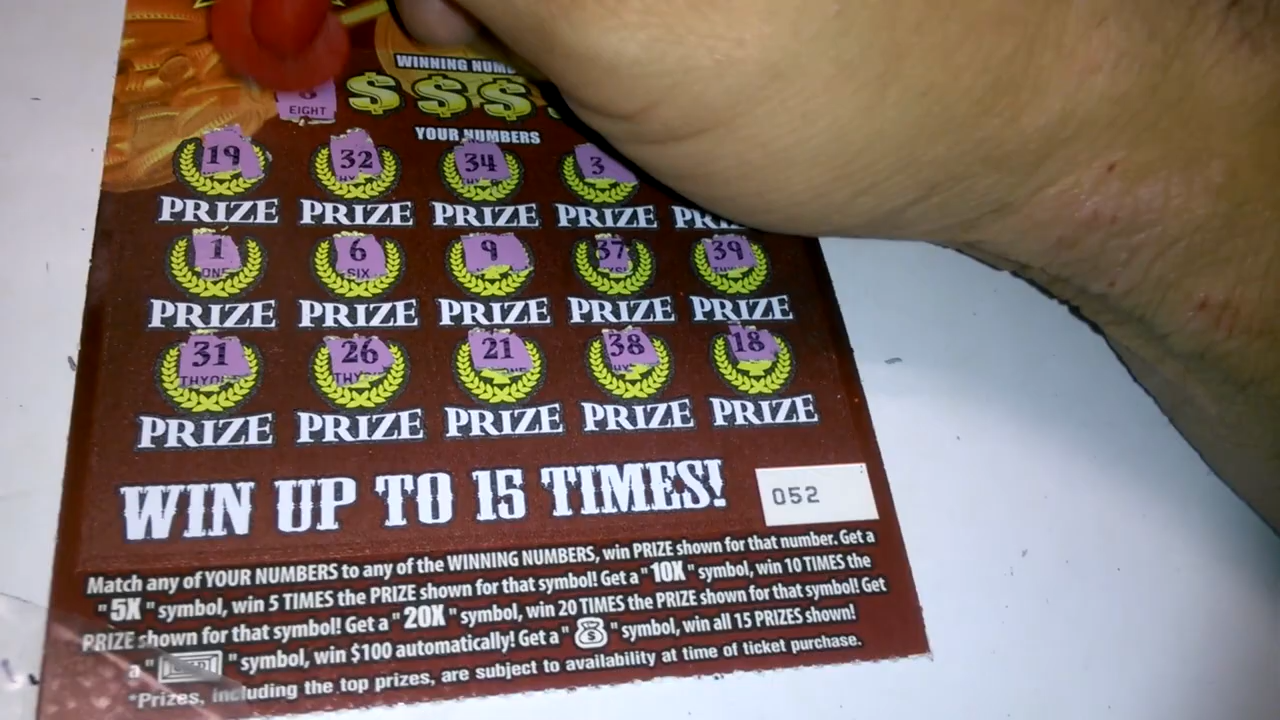 WINNING NUMB
8
EIGHT
$ $ $
YOUR NUMBERS
19 32 34 3
PRIZE PRIZE PRIZE PRIZE PRIZE
1 6 9 37 39
ONE SIX
PRIZE PRIZE PRIZE PRIZE PRIZE
31 26 21 38 18
THYON
PRIZE PRIZE PRIZE PRIZE PRIZE
WIN UP TO 15 TIMES! 052
Match any of YOUR NUMBERS to any of the WINNING NUMBERS, win PRIZE shown for that number. Get a
"5X" symbol, win 5 TIMES the PRIZE shown for that symbol! Get a "10X" symbol, win 10 TIMES the
PRIZE shown for that symbol! Get a "20X" symbol, win 20 TIMES the PRIZE shown for that symbol! Get
a " " symbol, win $100 automatically! Get a " " symbol, win all 15 PRIZES shown!
*Prizes, including the top prizes, are subject to availability at time of ticket purchase.